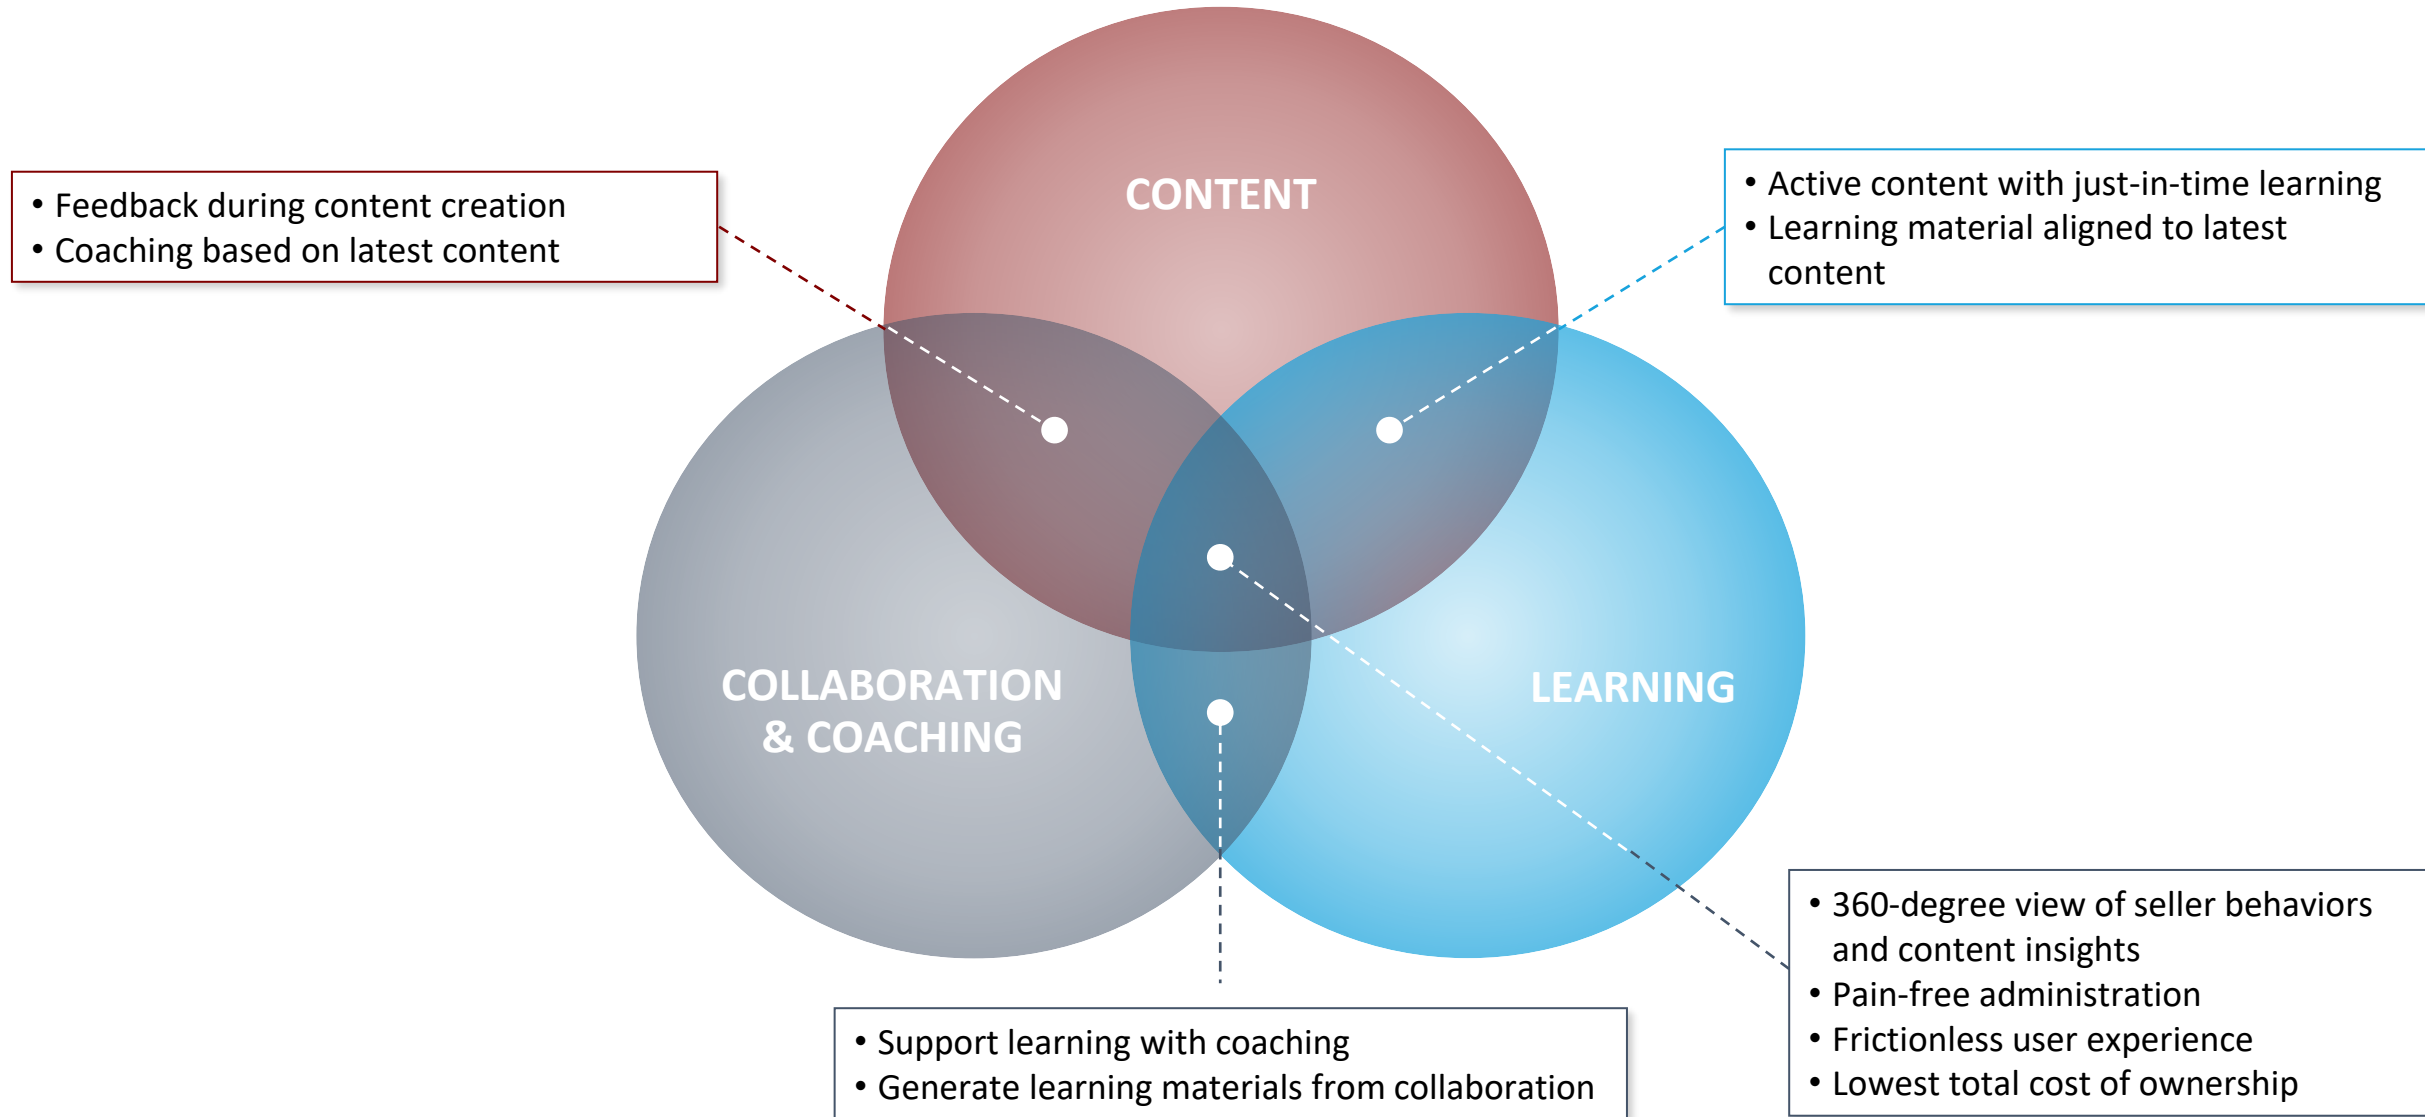 CONTENT
• Feedback during content creation
• Coaching based on latest content
• Active content with just-in-time learning
• Learning material aligned to latest
content
COLLABORATION
& COACHING
LEARNING
• Support learning with coaching
• Generate learning materials from collaboration
• 360-degree view of seller behaviors
and content insights
• Pain-free administration
• Frictionless user experience
• Lowest total cost of ownership